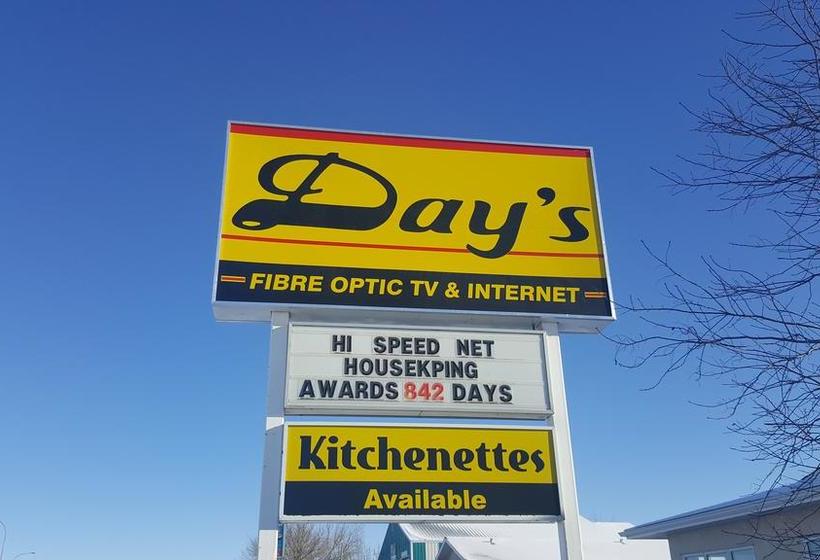 Day's
FIBRE OPTIC TV & INTERNET
HI SPEED NET
HOUSEKPING
AWARDS 842 DAYS
Kitchenettes
Available